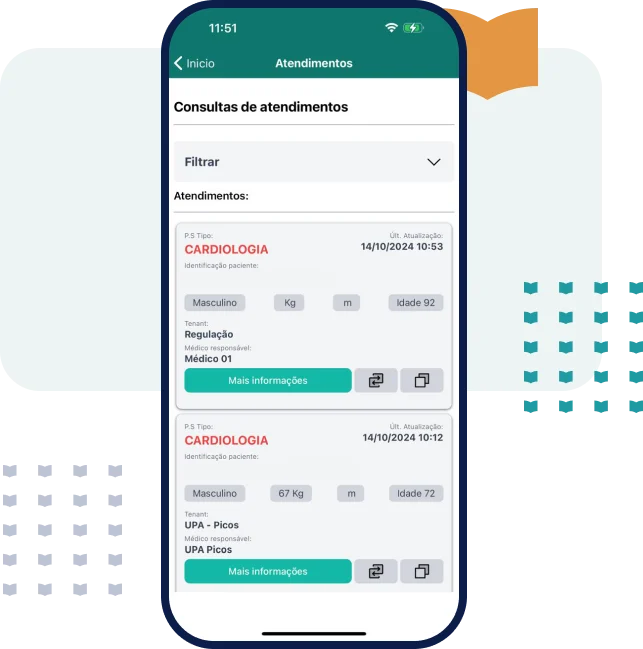 11:51
Inicio
Atendimentos
Consultas de atendimentos
Filtrar
Atendimentos:
P.S Tipo:
Últ. Atualização:
CARDIOLOGIA
14/10/2024 10:53
Identificação paciente:
Masculino Kg m Idade 92
Tenant:
Regulação
Médico responsável:
Médico 01
Mais informações
P.S Tipo:
Últ. Atualização:
CARDIOLOGIA
14/10/2024 10:12
Identificação paciente:
Masculino 67 Kg m Idade 72
Tenant:
UPA - Picos
Médico responsável:
UPA Picos
Mais informações